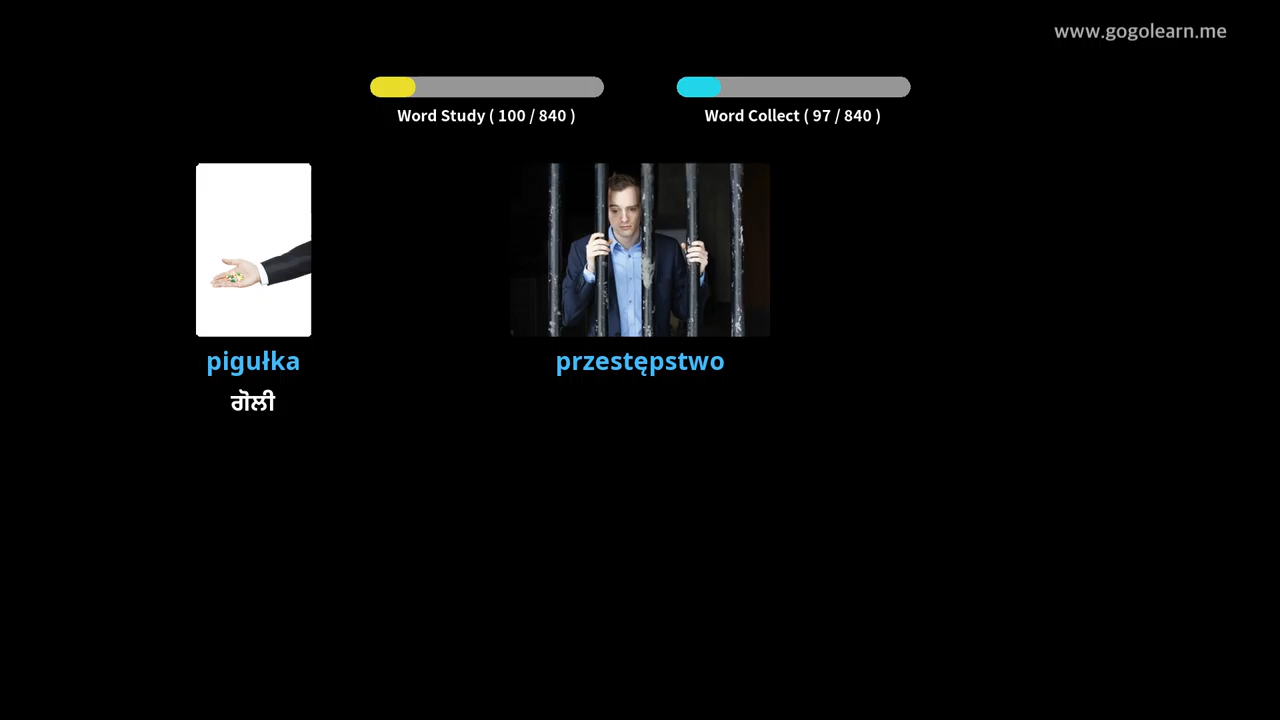 www.gogolearn.me
Word Study ( 100 / 840 )
Word Collect ( 97 / 840 )
pigułka
przestępstwo
ਗੋਲੀ